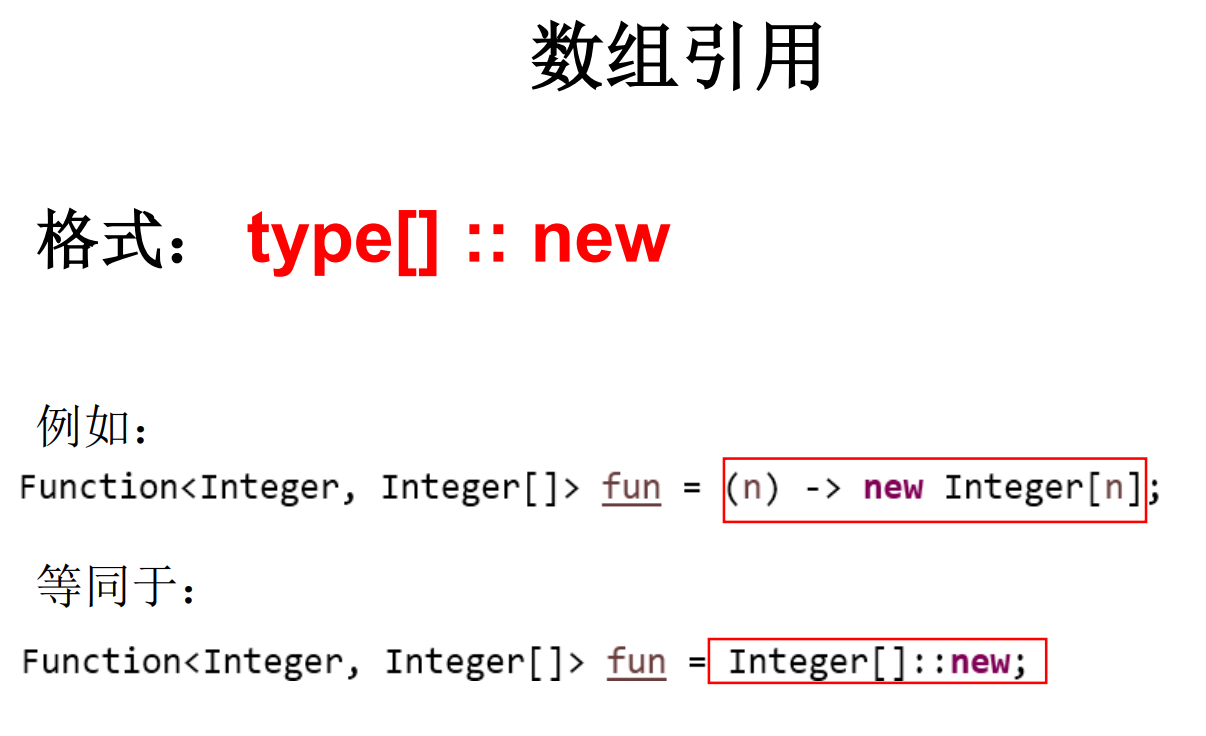 数组引用
格式： type[] :: new
例如：
Function<Integer, Integer[]> fun = (n) -> new Integer[n];
等同于：
Function<Integer, Integer[]> fun = Integer[]::new;